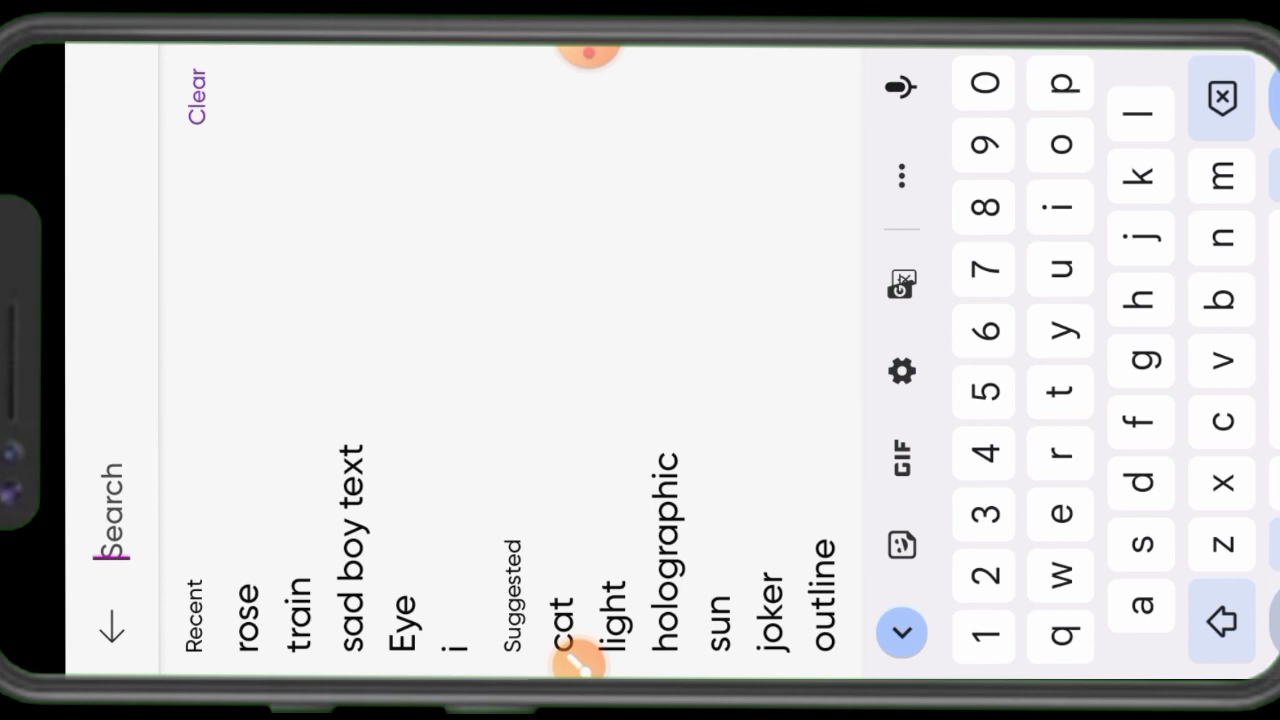 Search
Recent
Clear
rose
train
sad boy text
Eye
i
Suggested
cat
light
holographic
sun
joker
outline
GIF
1 2 3 4 5 6 7 8 9 0
q w e r t y u i o p
a s d f g h j k l
z x c v b n m